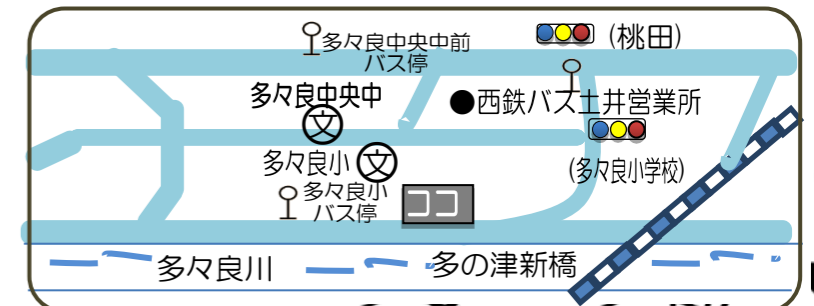 多々良中央中前
バス停
(桃田)
多々良中央中
文
●西鉄バス土井営業所
多々良小
文
(多々良小学校)
多々良小
バス停
ココ
多々良川
多の津新橋